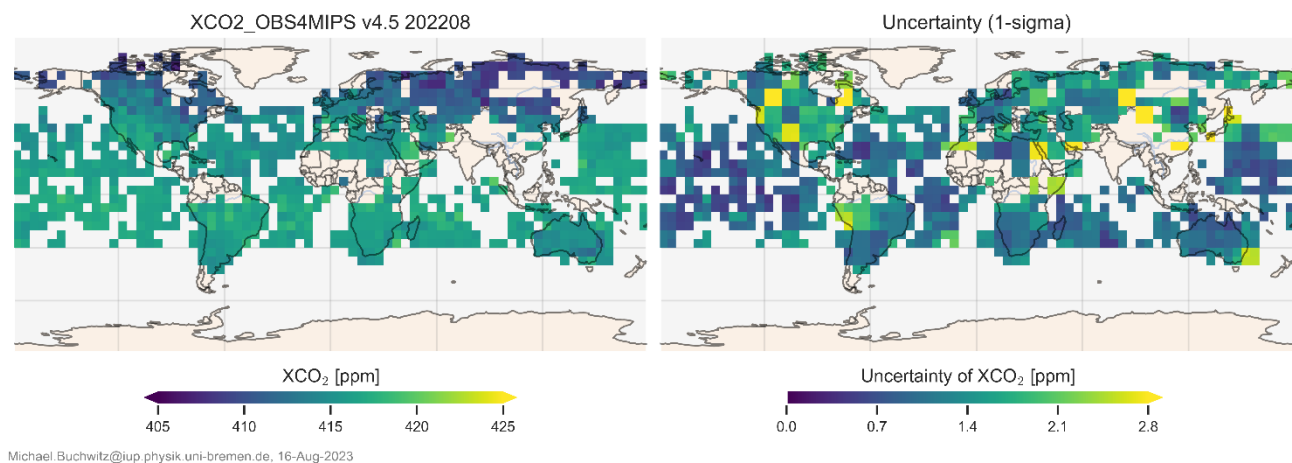 XCO2_OBS4MIPS v4.5 202208
Uncertainty (1-sigma)
XCO₂ [ppm]
405 410 415 420 425
Uncertainty of XCO₂ [ppm]
0.0 0.7 1.4 2.1 2.8
Michael.Buchwitz@iup.physik.uni-bremen.de, 16-Aug-2023